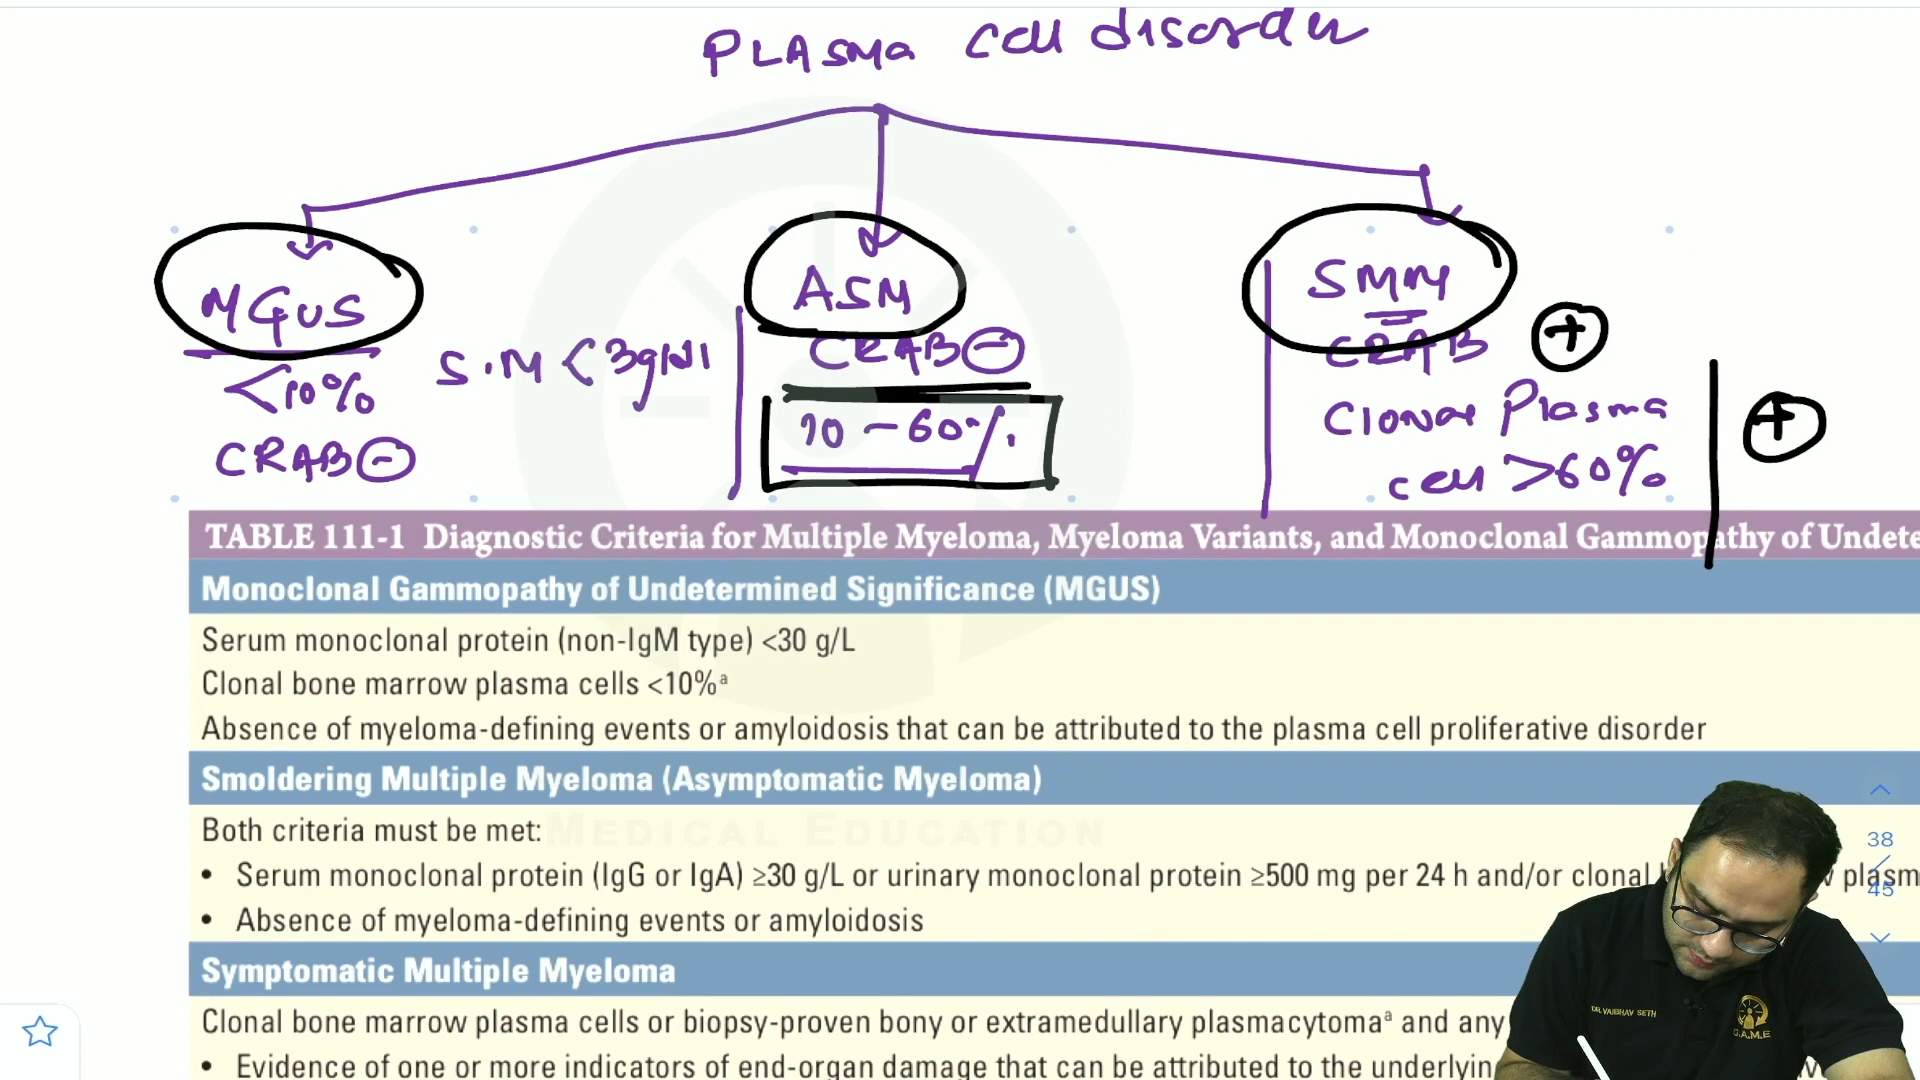 PLASMa cell disorder
MGUS
ASM
SMM
<10%
CRAB⊖
S.M <3g/dl
CRAB⊖
10 – 60%
CRAB
+
Clonal Plasma
cell >60%
+
TABLE 111-1 Diagnostic Criteria for Multiple Myeloma, Myeloma Variants, and Monoclonal Gammopathy of Undete
Monoclonal Gammopathy of Undetermined Significance (MGUS)
Serum monoclonal protein (non-IgM type) <30 g/L
Clonal bone marrow plasma cells <10%ᵃ
Absence of myeloma-defining events or amyloidosis that can be attributed to the plasma cell proliferative disorder
Smoldering Multiple Myeloma (Asymptomatic Myeloma)
Both criteria must be met:
• Serum monoclonal protein (IgG or IgA) ≥30 g/L or urinary monoclonal protein ≥500 mg per 24 h and/or clonal plasm
• Absence of myeloma-defining events or amyloidosis
Symptomatic Multiple Myeloma
Clonal bone marrow plasma cells or biopsy-proven bony or extramedullary plasmacytomaᵃ and any
• Evidence of one or more indicators of end-organ damage that can be attributed to the underlyin
MEDICAL EDUCATION
38
/
45
DR. VAIBHAV SETH
G.A.M.E